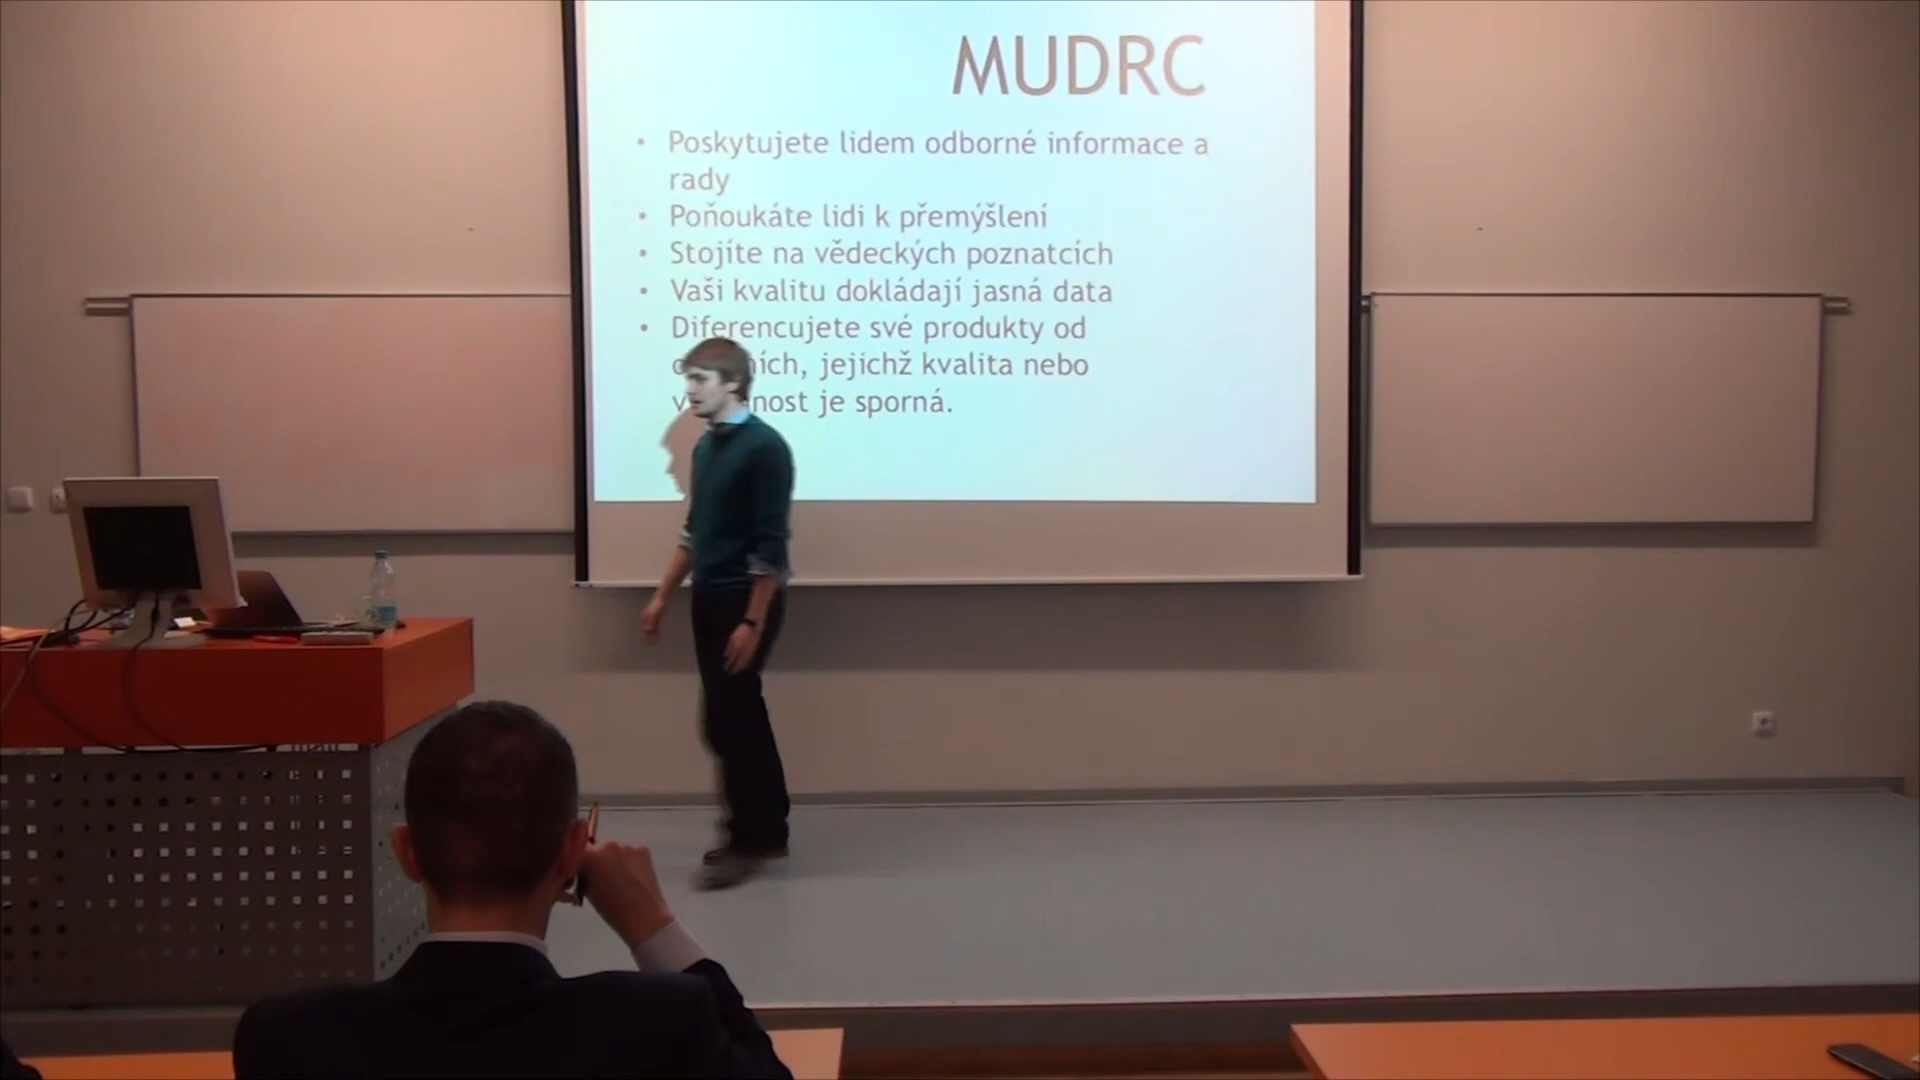 MUDRC
• Poskytujete lidem odborné informace a
rady
• Poňoukáte lidi k přemýšlení
• Stojíte na vědeckých poznatcích
• Vaši kvalitu dokládají jasná data
• Diferencujete své produkty od
jejichž kvalita nebo
je sporná.